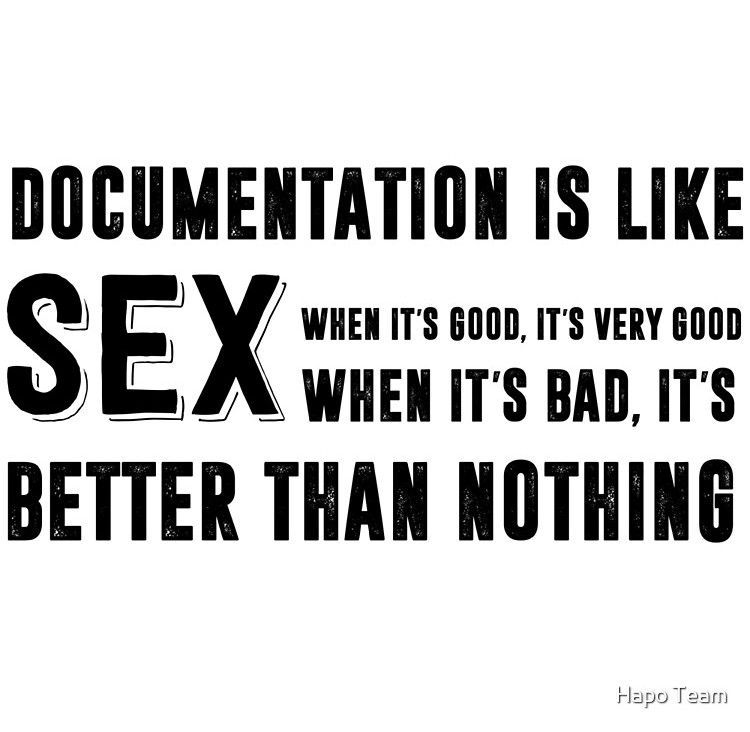 DOCUMENTATION IS LIKE
SEX WHEN IT'S GOOD, IT'S VERY GOOD
WHEN IT'S BAD, IT'S
BETTER THAN NOTHING
Hapo Team